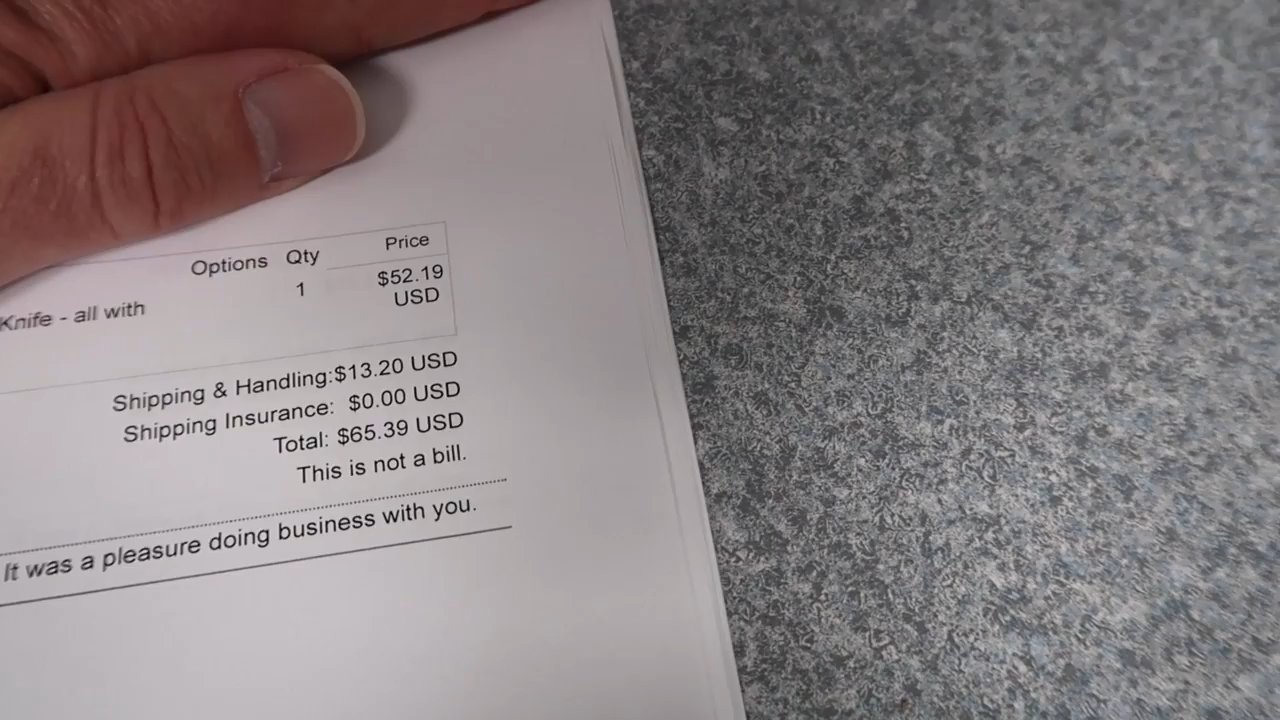 Options Qty Price
Knife - all with 1 $52.19
USD
Shipping & Handling:$13.20 USD
Shipping Insurance: $0.00 USD
Total: $65.39 USD
This is not a bill.
It was a pleasure doing business with you.